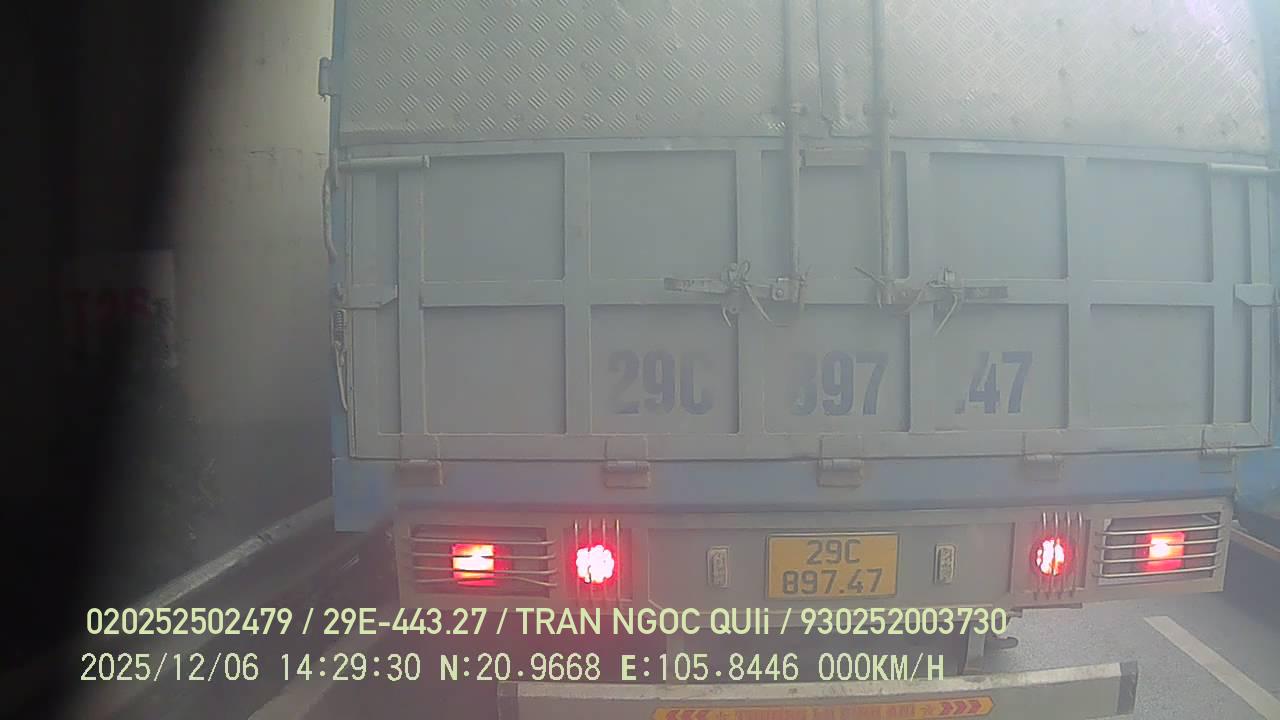 29C 897.47
29C
897.47
020252502479 / 29E-443.27 / TRAN NGOC QUIi / 930252003730
2025/12/06 14:29:30 N:20.9668 E:105.8446 000KM/H